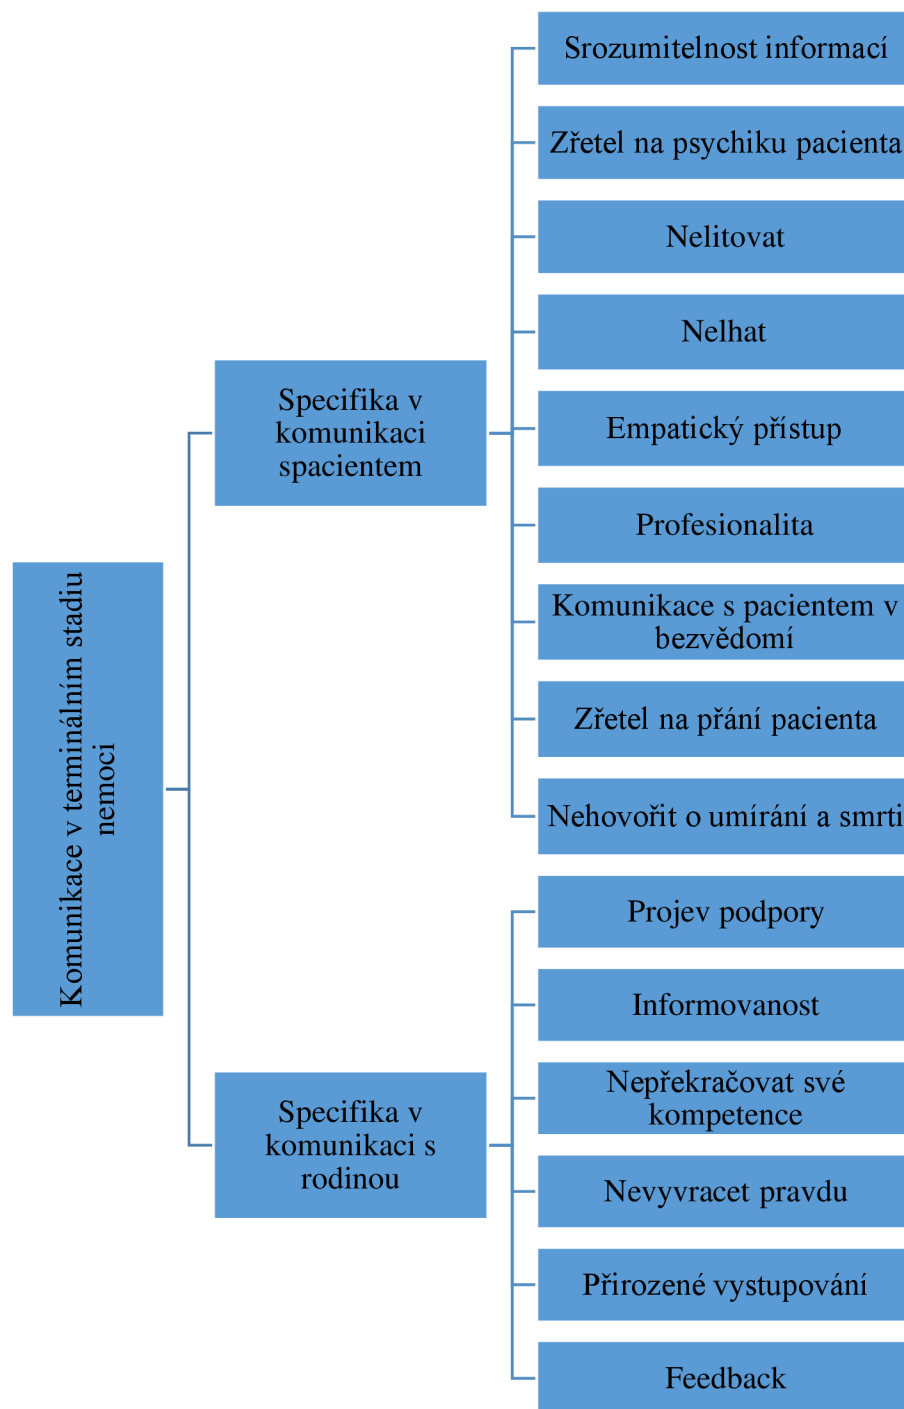 Komunikace v terminálním stadiu
nemoci
Specifika v
komunikaci
spacientem
Srozumitelnost informací
Zřetel na psychiku pacienta
Nelitovat
Nelhat
Empatický přístup
Profesionalita
Komunikace s pacientem v
bezvědomí
Zřetel na přání pacienta
Nehovořit o umírání a smrti
Specifika v
komunikaci s
rodinou
Projev podpory
Informovanost
Nepřekračovat své
kompetence
Nevyvracet pravdu
Přirozené vystupování
Feedback